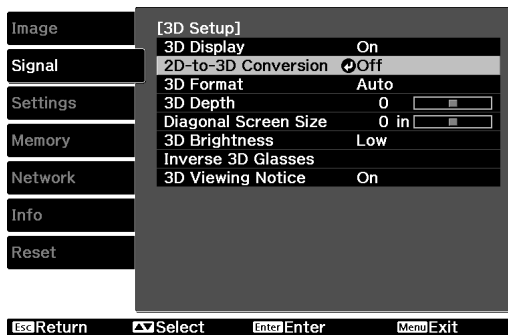 Image
Signal
Settings
Memory
Network
Info
Reset
[3D Setup]
3D Display On
2D-to-3D Conversion Off
3D Format Auto
3D Depth 0
Diagonal Screen Size 0 in
3D Brightness Low
Inverse 3D Glasses
3D Viewing Notice On
Esc Return Select Enter Enter Menu Exit